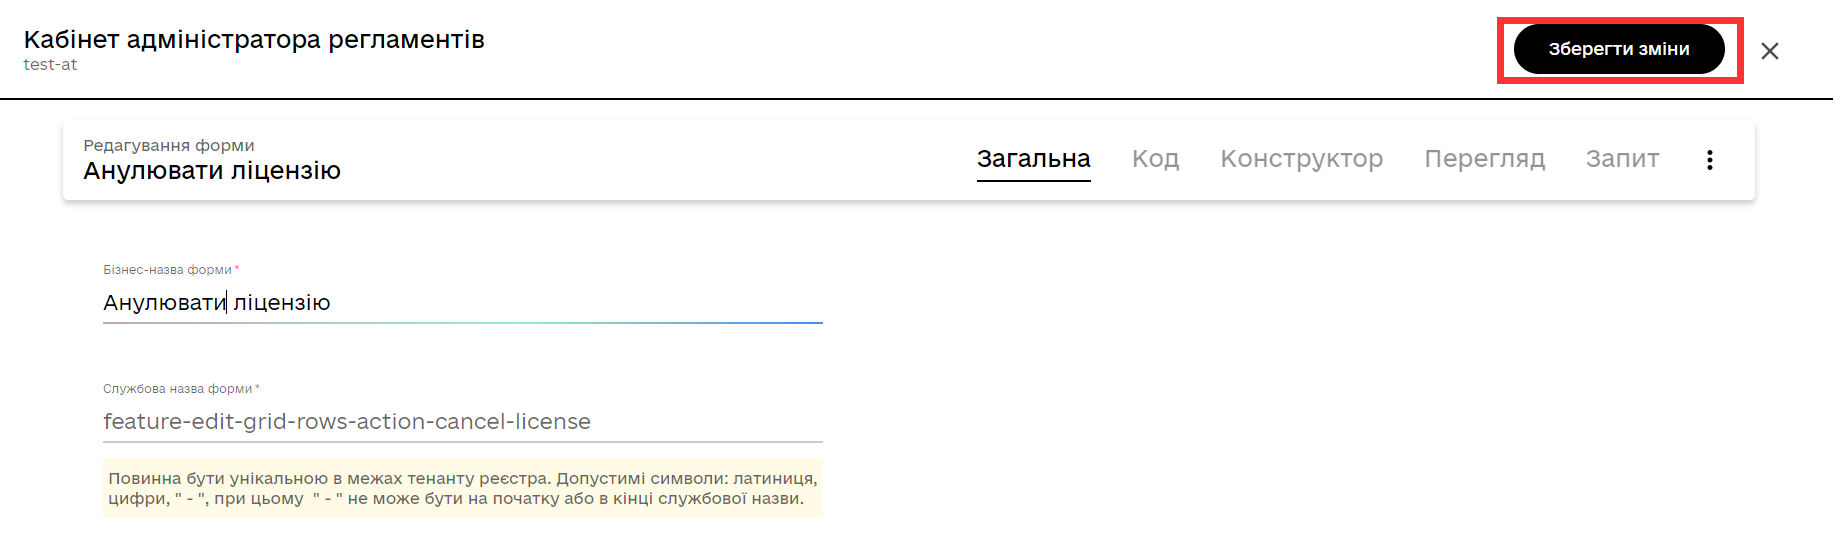 Кабінет адміністратора регламентів
test-at
Зберегти зміни
Редагування форми
Анулювати ліцензію
Загальна Код Конструктор Перегляд Запит
Бізнес-назва форми *
Анулювати ліцензію
Службова назва форми *
feature-edit-grid-rows-action-cancel-license
Повинна бути унікальною в межах тенанту реєстра. Допустимі символи: латиниця,
цифри, " - ", при цьому " - " не може бути на початку або в кінці службової назви.